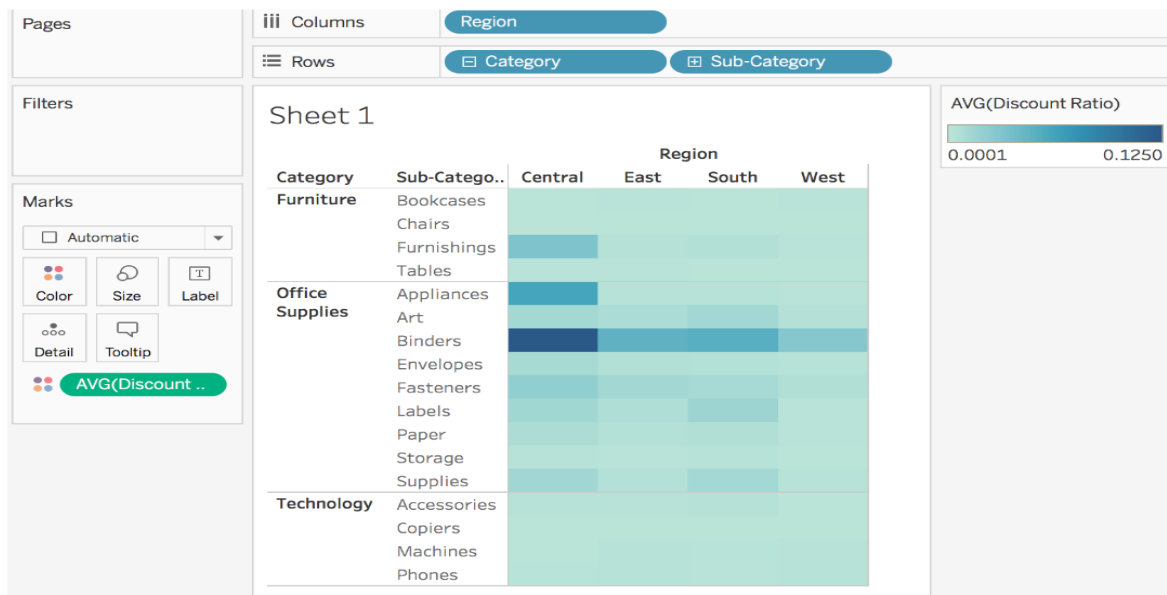 Pages
Columns Region
Rows Category Sub-Category
Filters
Marks
Automatic
Color Size Label
T
Detail Tooltip
AVG(Discount ..
Sheet 1
Region
Category Sub-Catego.. Central East South West
Furniture Bookcases
Chairs
Furnishings
Tables
Office Supplies Appliances
Art
Binders
Envelopes
Fasteners
Labels
Paper
Storage
Supplies
Technology Accessories
Copiers
Machines
Phones
AVG(Discount Ratio)
0.0001 0.1250